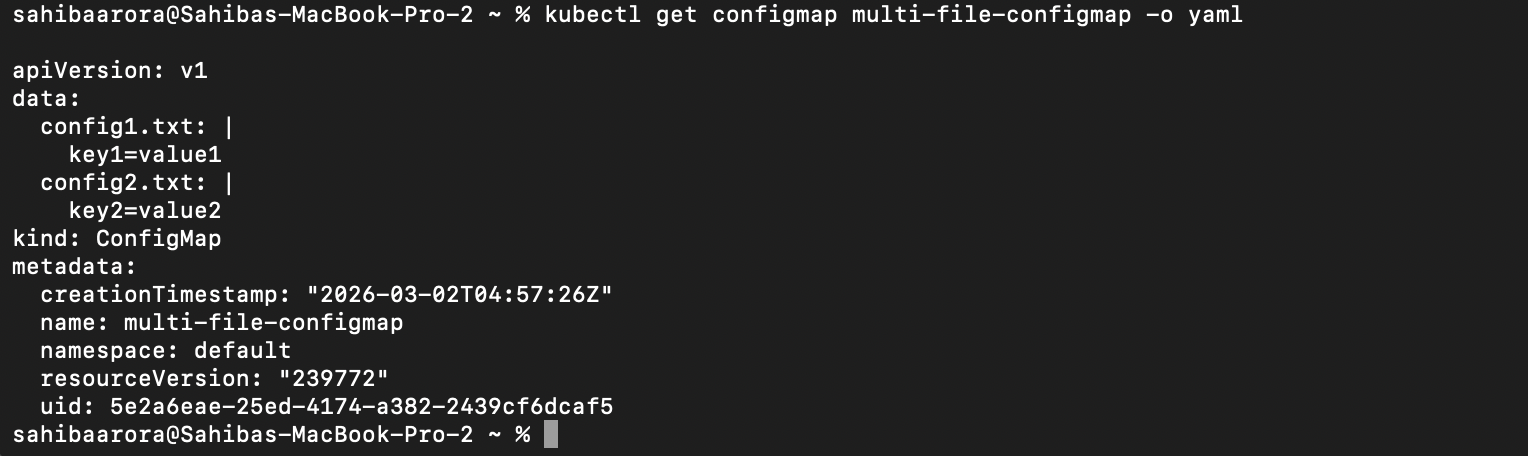 sahibaarora@Sahibas-MacBook-Pro-2 ~ % kubectl get configmap multi-file-configmap -o yaml

apiVersion: v1
data:
  config1.txt: |
    key1=value1
  config2.txt: |
    key2=value2
kind: ConfigMap
metadata:
  creationTimestamp: "2026-03-02T04:57:26Z"
  name: multi-file-configmap
  namespace: default
  resourceVersion: "239772"
  uid: 5e2a6eae-25ed-4174-a382-2439cf6dcaf5
sahibaarora@Sahibas-MacBook-Pro-2 ~ %